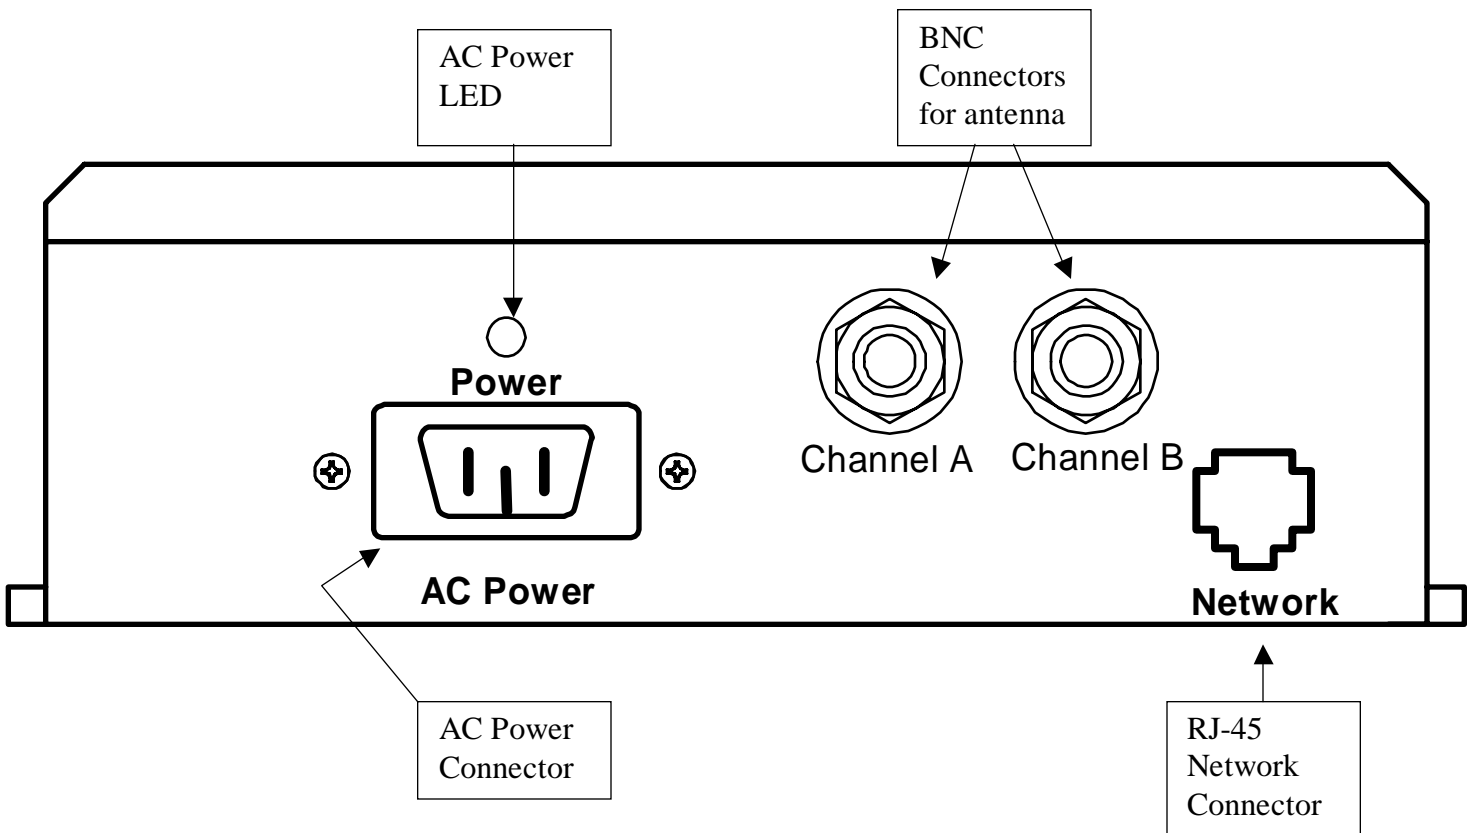 AC Power
LED
BNC
Connectors
for antenna
Power
Channel A
Channel B
AC Power
Network
AC Power
Connector
RJ-45
Network
Connector